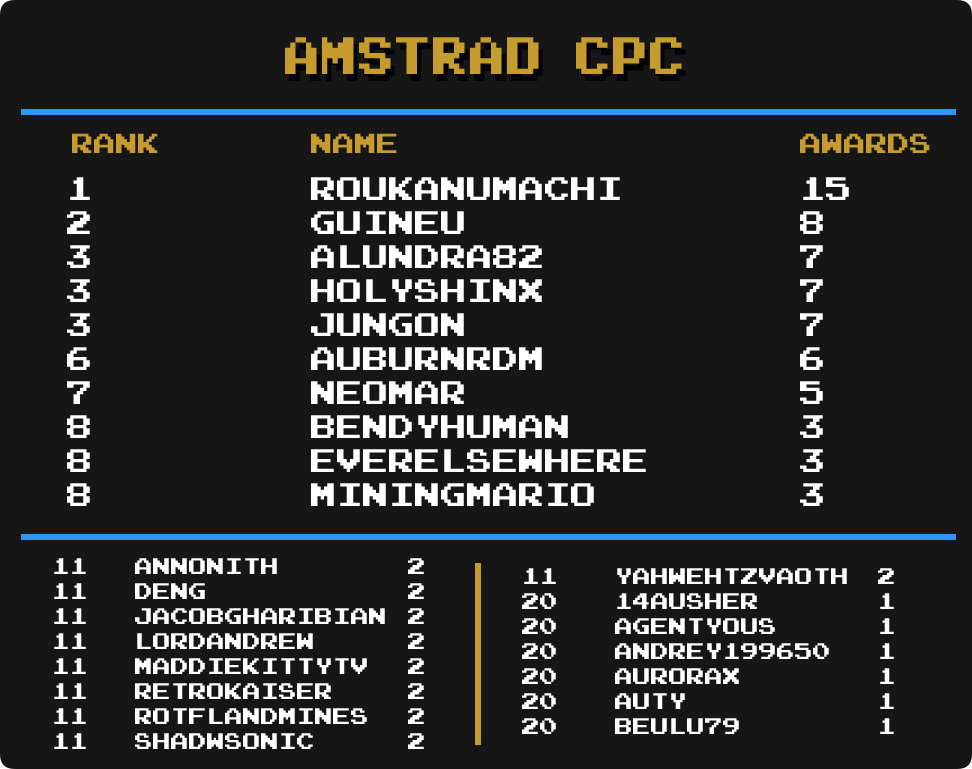 AMSTRAD CPC
RANK NAME AWARDS
1 ROUKANUMACHI 15
2 GUINEU 8
3 ALUNDRA82 7
3 HOLYSHINX 7
3 JUNGON 7
6 AUBURNRDM 6
7 NEOMAR 5
8 BENDYHUMAN 3
8 EVERELSEWHERE 3
8 MININGMARIO 3
11 ANNONITH 2
11 DENG 2
11 JACOBGHARIBIAN 2
11 LORDANDREW 2
11 MADDIEKITTYTV 2
11 RETROKAISER 2
11 ROTFLANDMINES 2
11 SHADWSONIC 2
11 YAHWEHTZVAOTH 2
20 14AUSHER 1
20 AGENTYOUS 1
20 ANDREY199650 1
20 AURORAX 1
20 AUTY 1
20 BEULU79 1